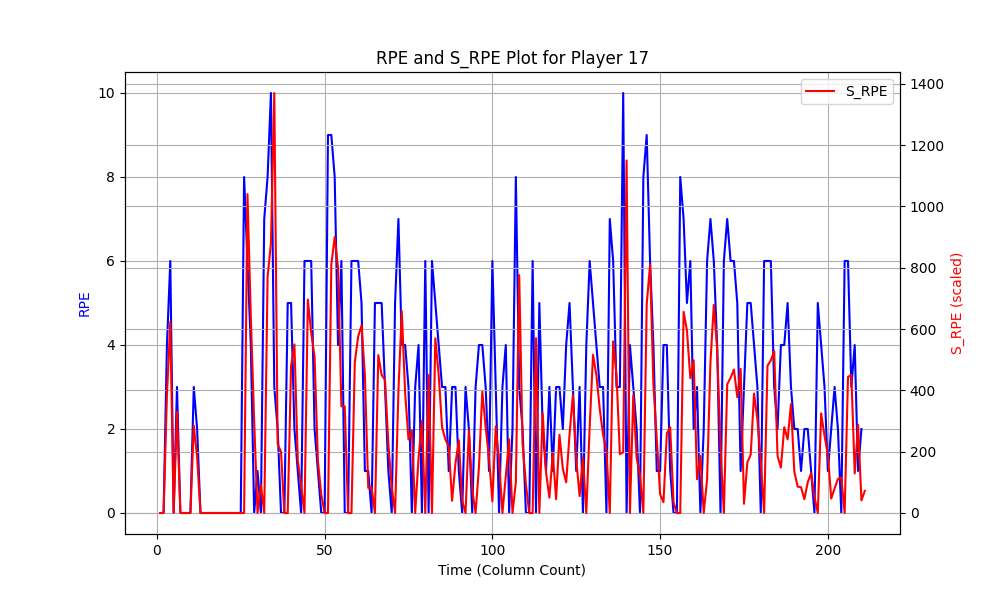 RPE and S_RPE Plot for Player 17
S_RPE
RPE
10
8
6
4
2
0
1400
1200
1000
800
600
400
200
0
S_RPE (scaled)
0 50 100 150 200
Time (Column Count)